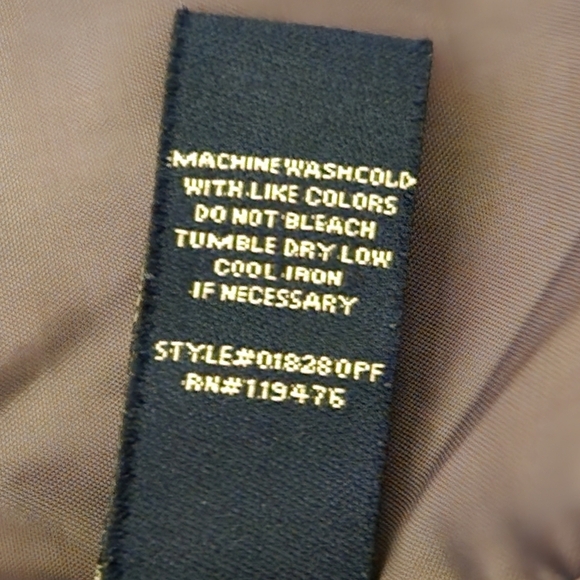 MACHINE WASH COLD
WITH LIKE COLORS
DO NOT BLEACH
TUMBLE DRY LOW
COOL IRON
IF NECESSARY
STYLE#018280PF
RN#119476